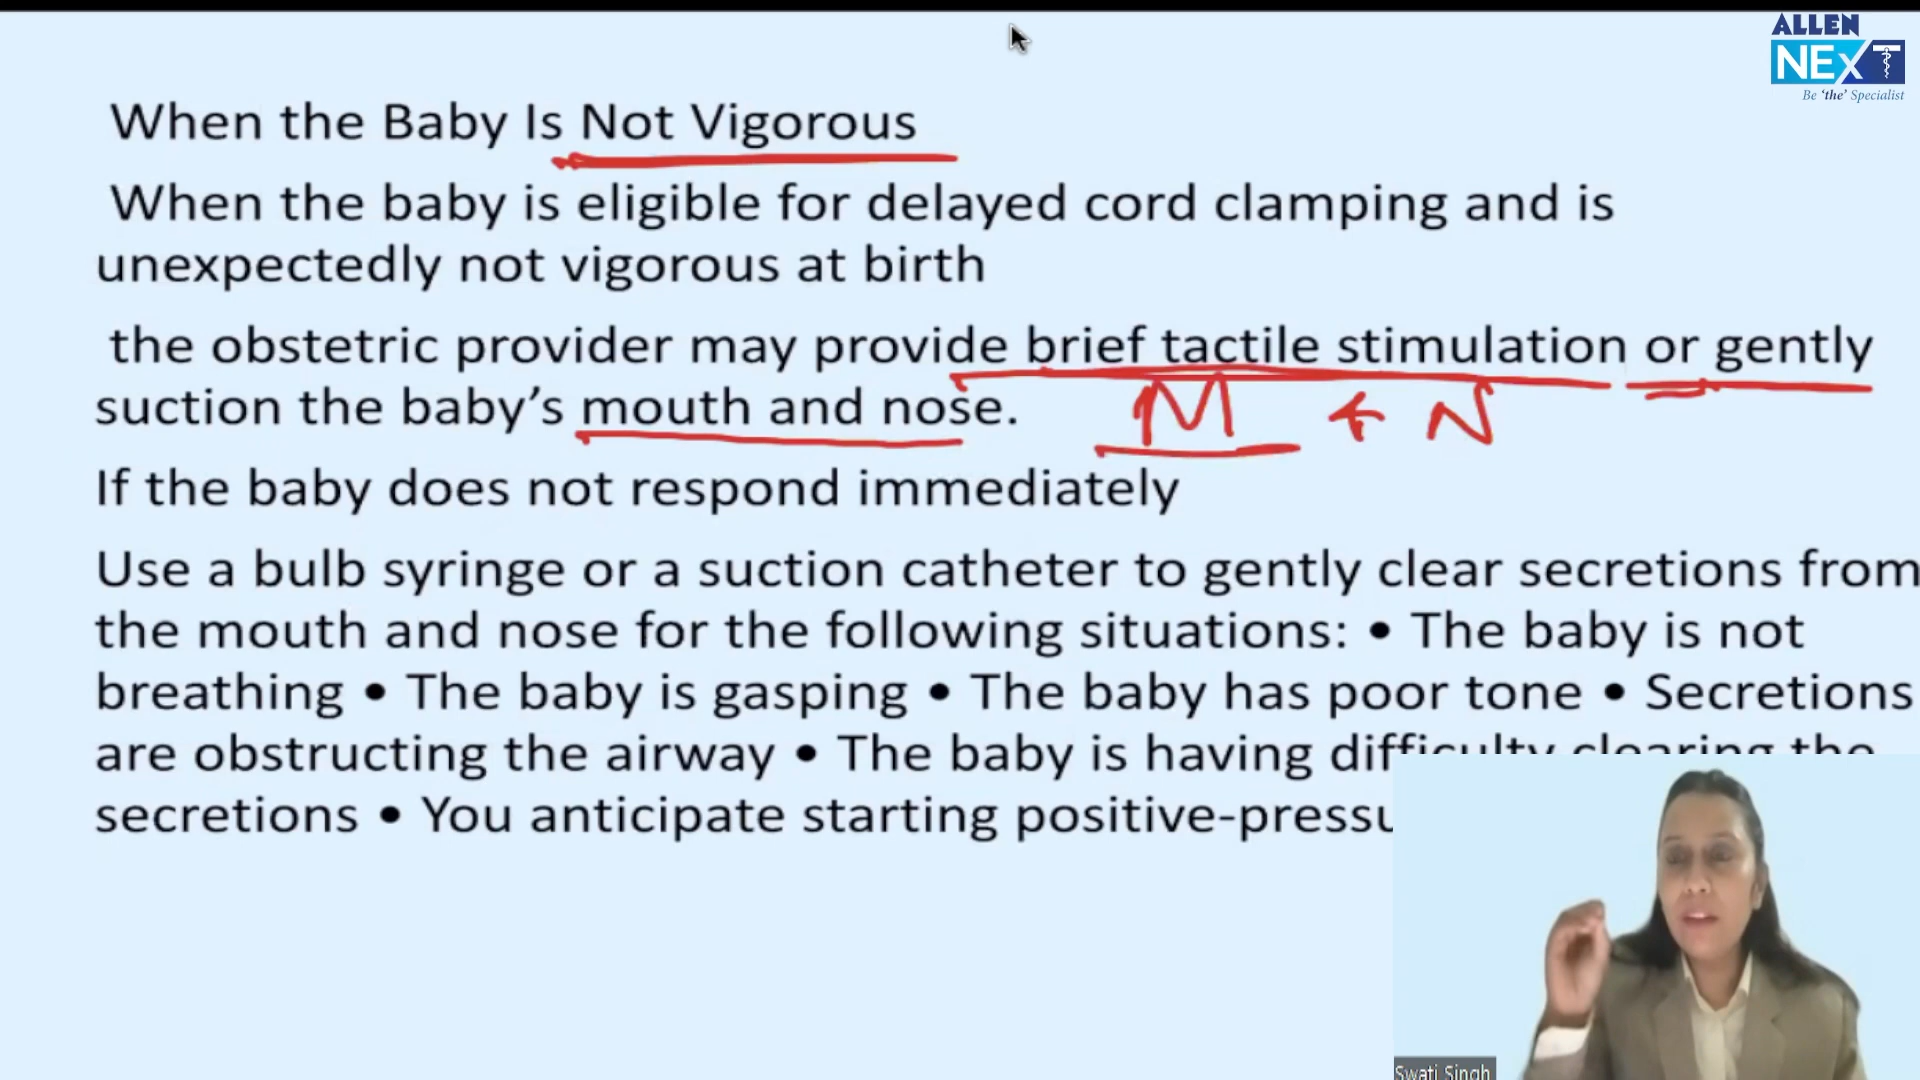 ALLEN
NEXT
Be 'the' Specialist
When the Baby Is Not Vigorous
When the baby is eligible for delayed cord clamping and is
unexpectedly not vigorous at birth
the obstetric provider may provide brief tactile stimulation or gently
suction the baby's mouth and nose. M & N
If the baby does not respond immediately
Use a bulb syringe or a suction catheter to gently clear secretions from
the mouth and nose for the following situations: • The baby is not
breathing • The baby is gasping • The baby has poor tone • Secretions
are obstructing the airway • The baby is having difficulty clearing the
secretions • You anticipate starting positive-pressu
Swati Singh